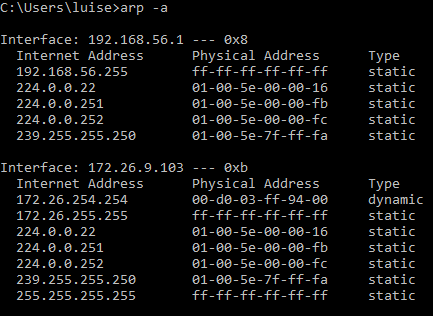 C:\Users\luise>arp -a
Interface: 192.168.56.1 --- 0x8
Internet Address Physical Address Type
192.168.56.255 ff-ff-ff-ff-ff-ff static
224.0.0.22 01-00-5e-00-00-16 static
224.0.0.251 01-00-5e-00-00-fb static
224.0.0.252 01-00-5e-00-00-fc static
239.255.255.250 01-00-5e-7f-ff-fa static
Interface: 172.26.9.103 --- 0xb
Internet Address Physical Address Type
172.26.254.254 00-d0-03-ff-94-00 dynamic
172.26.255.255 ff-ff-ff-ff-ff-ff static
224.0.0.22 01-00-5e-00-00-16 static
224.0.0.251 01-00-5e-00-00-fb static
224.0.0.252 01-00-5e-00-00-fc static
239.255.255.250 01-00-5e-7f-ff-fa static
255.255.255.255 ff-ff-ff-ff-ff-ff static